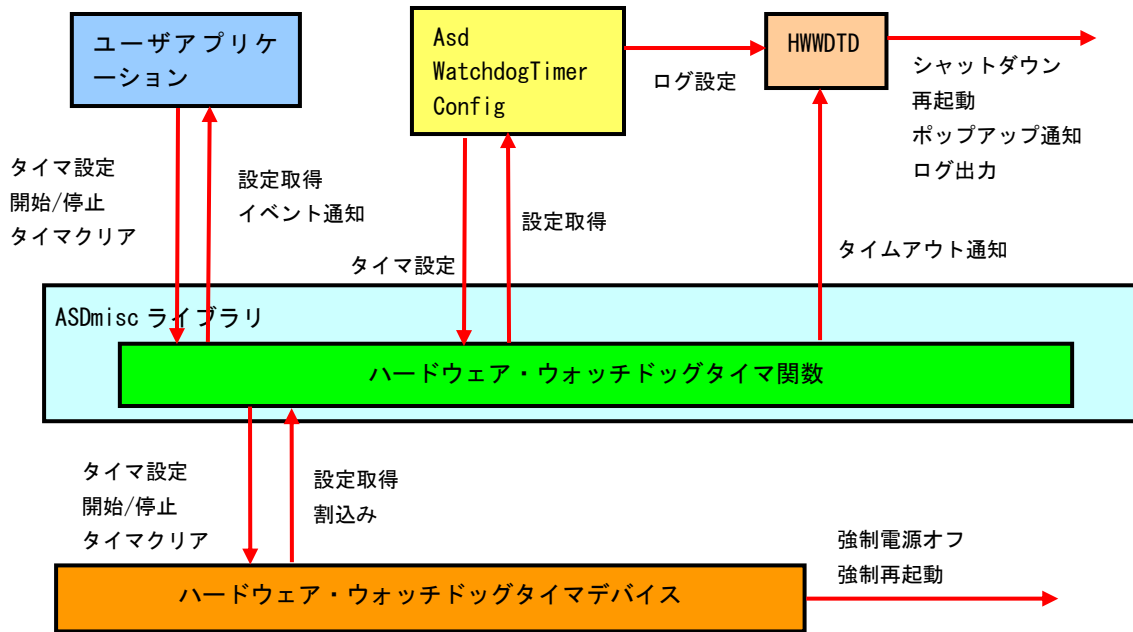 ユーザアプリケ
ーション
Asd
WatchdogTimer
Config
HWWDTD
ログ設定
シャットダウン
再起動
ポップアップ通知
ログ出力
タイマ設定
開始/停止
タイマクリア
設定取得
イベント通知
タイマ設定
設定取得
タイムアウト通知
ASDmisc ライブラリ
ハードウェア・ウォッチドッグタイマ関数
タイマ設定
開始/停止
タイマクリア
設定取得
割込み
強制電源オフ
強制再起動
ハードウェア・ウォッチドッグタイマデバイス